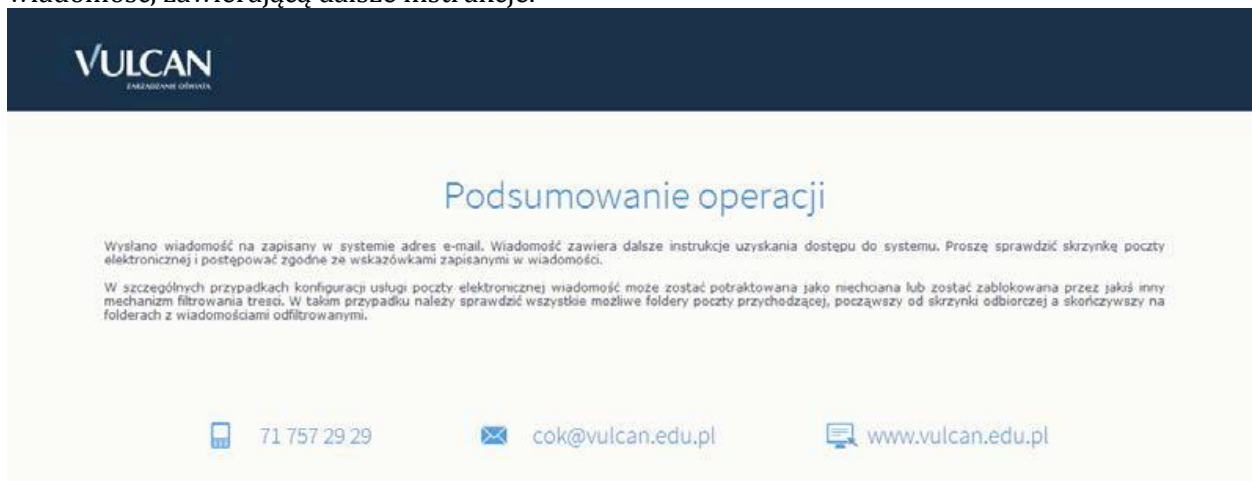 wiadomość, zawierającą dalsze instrukcje.
VULCAN
ZARZĄDZANIE OŚWIATĄ
Podsumowanie operacji
Wysłano wiadomość na zapisany w systemie adres e-mail. Wiadomość zawiera dalsze instrukcje uzyskania dostępu do systemu. Proszę sprawdzić skrzynkę poczty
elektronicznej i postępować zgodne ze wskazówkami zapisanymi w wiadomości.
W szczególnych przypadkach konfiguracji usługi poczty elektronicznej wiadomość może zostać potraktowana jako niechciana lub zostać zablokowana przez jakiś inny
mechanizm filtrowania tresci. W takim przypadku należy sprawdzić wszystkie możliwe foldery poczty przychodzącej, począwszy od skrzynki odbiorczej a skończywszy na
folderach z wiadomościami odfiltrowanymi.
71 757 29 29
cok@vulcan.edu.pl
www.vulcan.edu.pl